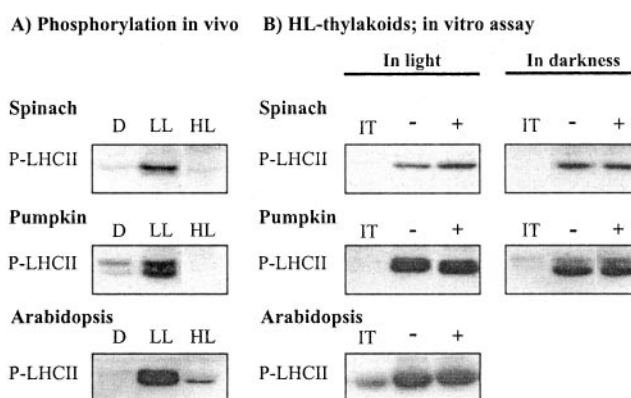 A) Phosphorylation in vivo B) HL-thylakoids; in vitro assay
In light In darkness
Spinach Spinach
D LL HL IT - + IT - +
P-LHCII P-LHCII
Pumpkin Pumpkin
D LL HL IT - + IT - +
P-LHCII P-LHCII
Arabidopsis Arabidopsis
D LL HL IT - +
P-LHCII P-LHCII